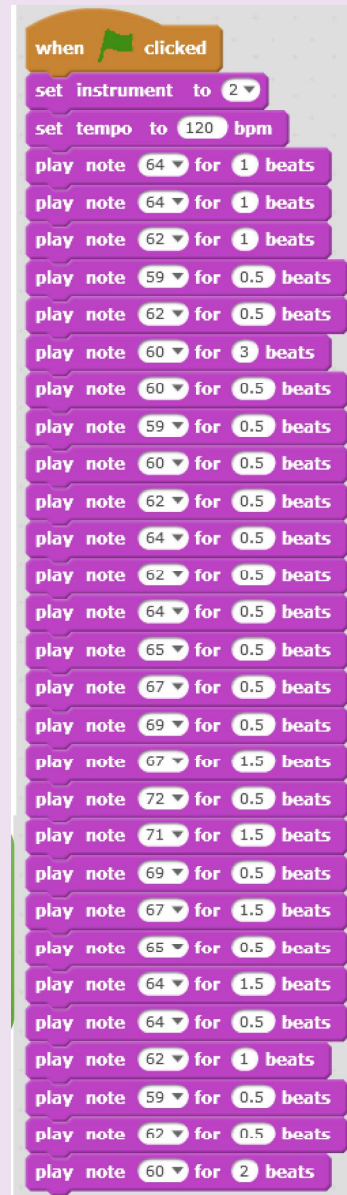 when clicked
set instrument to 2
set tempo to 120 bpm
play note 64 for 1 beats
play note 64 for 1 beats
play note 62 for 1 beats
play note 59 for 0.5 beats
play note 62 for 0.5 beats
play note 60 for 3 beats
play note 60 for 0.5 beats
play note 59 for 0.5 beats
play note 60 for 0.5 beats
play note 62 for 0.5 beats
play note 64 for 0.5 beats
play note 62 for 0.5 beats
play note 64 for 0.5 beats
play note 65 for 0.5 beats
play note 67 for 0.5 beats
play note 69 for 0.5 beats
play note 67 for 1.5 beats
play note 72 for 0.5 beats
play note 71 for 1.5 beats
play note 69 for 0.5 beats
play note 67 for 1.5 beats
play note 65 for 0.5 beats
play note 64 for 1.5 beats
play note 64 for 0.5 beats
play note 62 for 1 beats
play note 59 for 0.5 beats
play note 62 for 0.5 beats
play note 60 for 2 beats